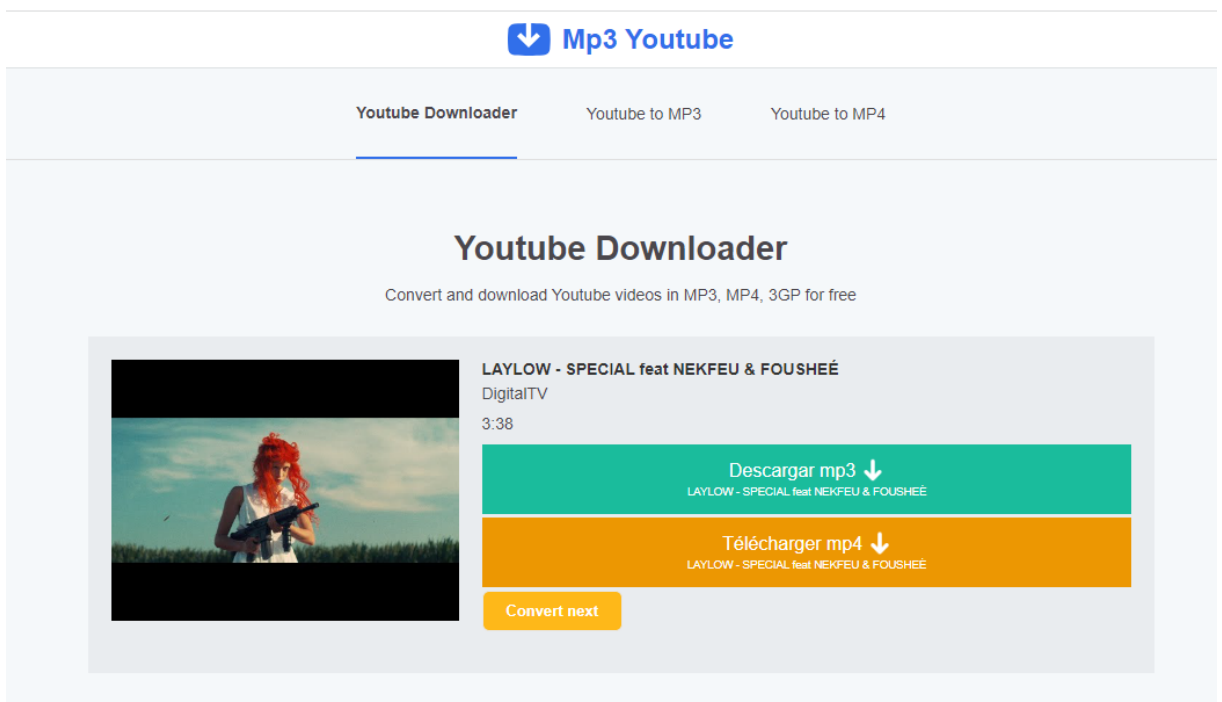 Mp3 Youtube
Youtube Downloader
Youtube to MP3
Youtube to MP4
Youtube Downloader
Convert and download Youtube videos in MP3, MP4, 3GP for free
LAYLOW - SPECIAL feat NEKFEU & FOUSHEÉ
DigitalTV
3:38
Descargar mp3
LAYLOW - SPECIAL feat NEKFEU & FOUSHEÉ
Télécharger mp4
LAYLOW - SPECIAL feat NEKFEU & FOUSHEÉ
Convert next